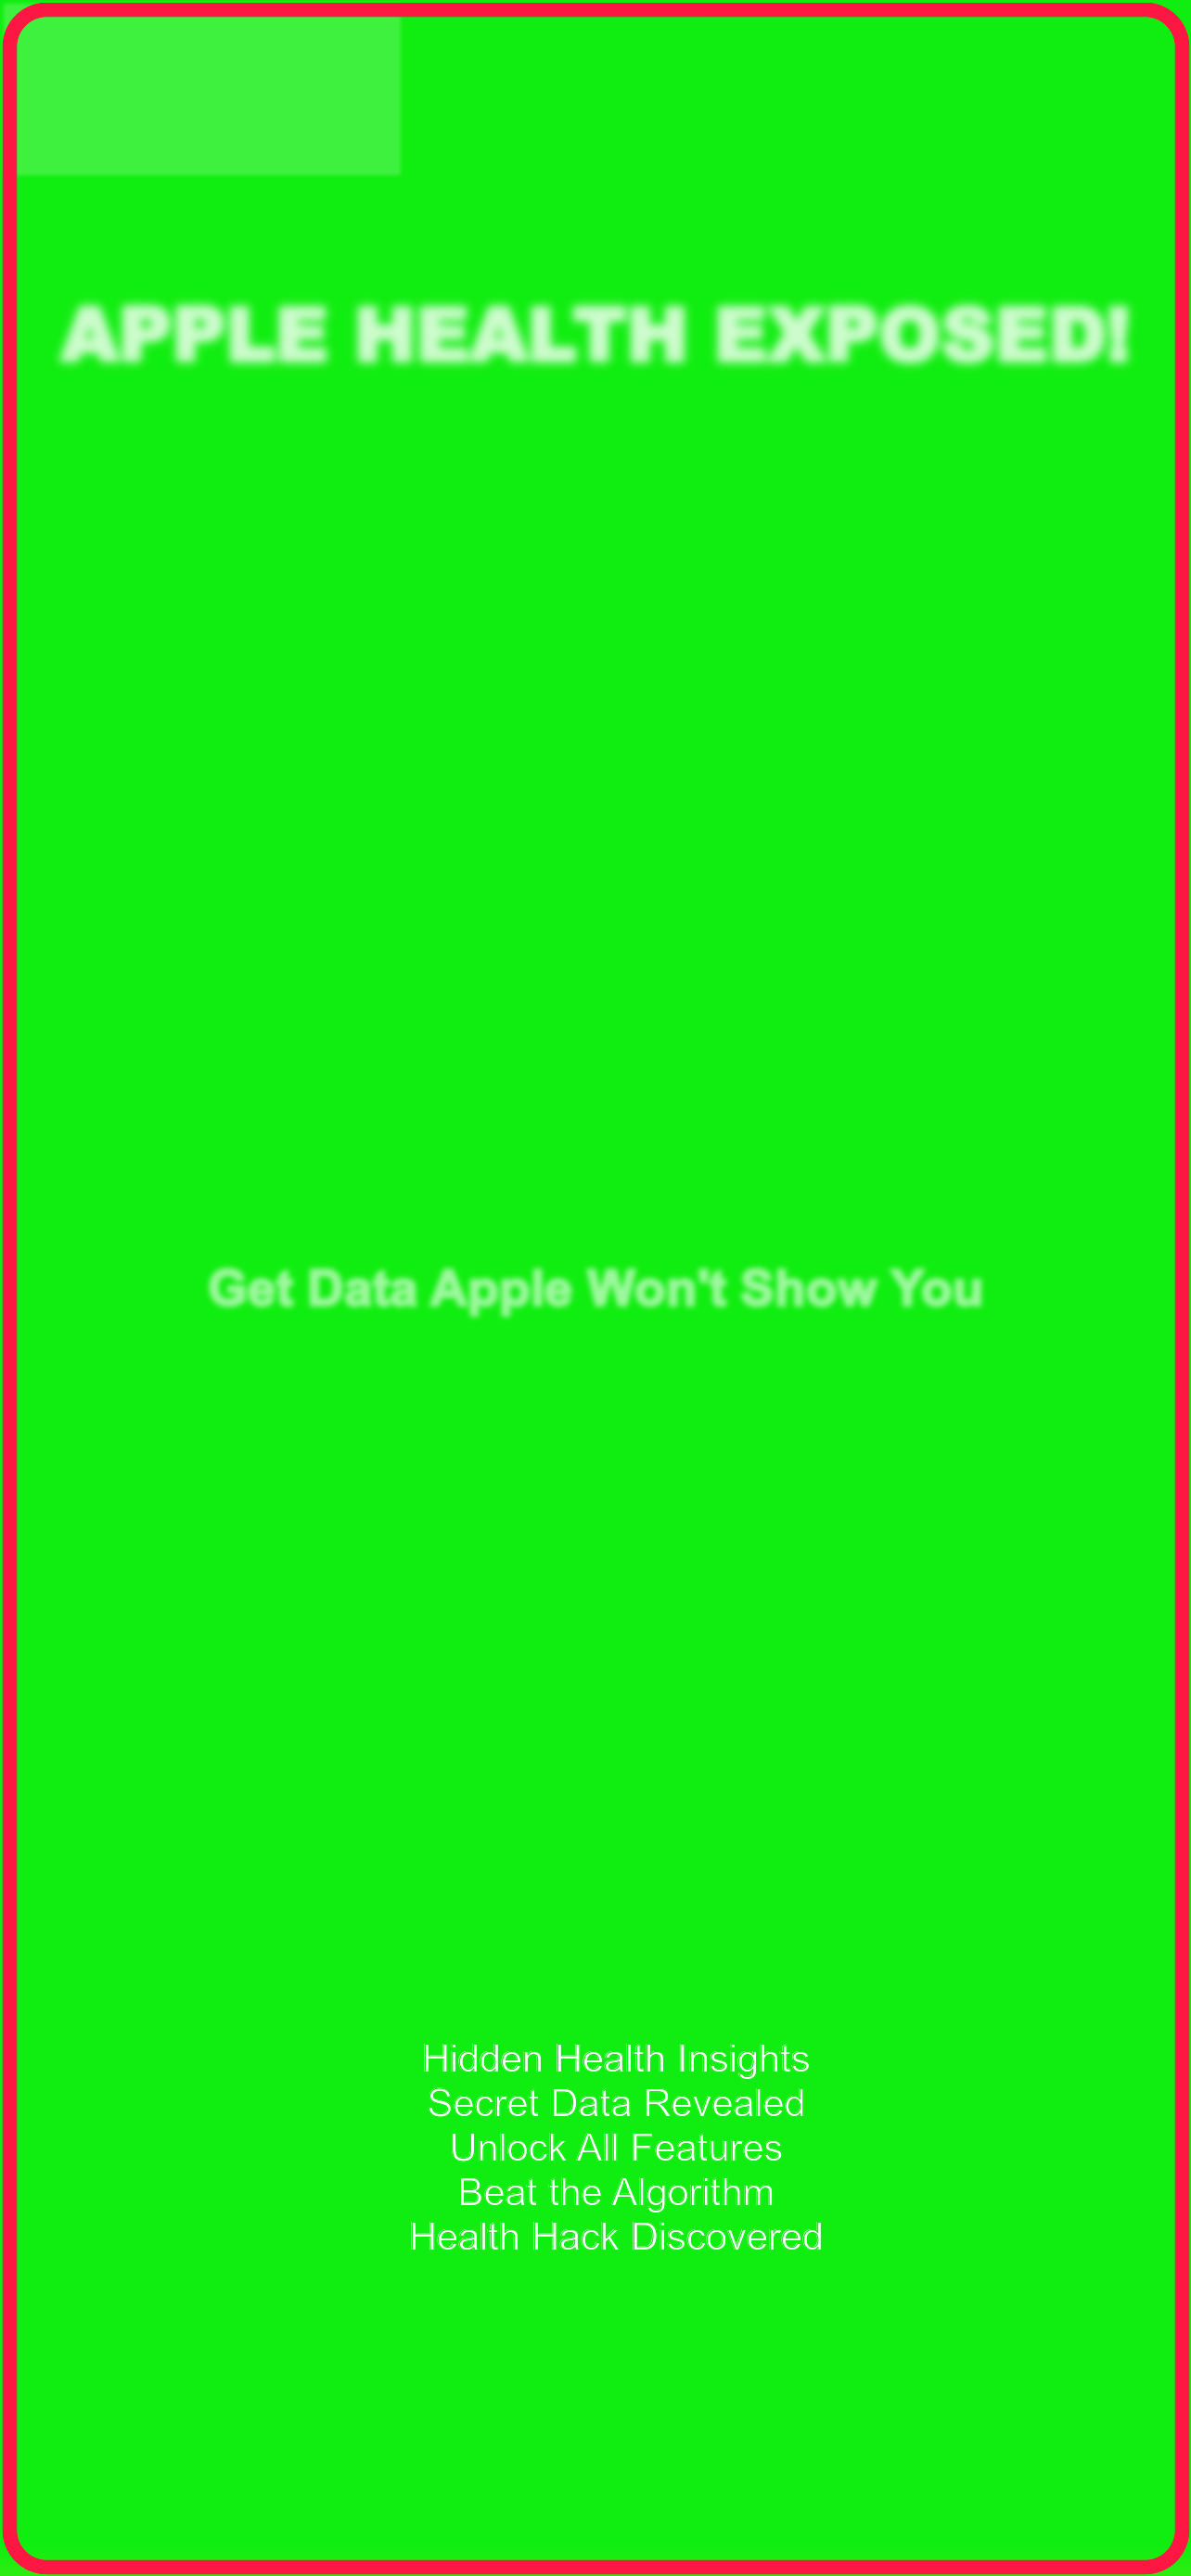 APPLE HEALTH EXPOSED!
Get Data Apple Won't Show You
Hidden Health Insights
Secret Data Revealed
Unlock All Features
Beat the Algorithm
Health Hack Discovered